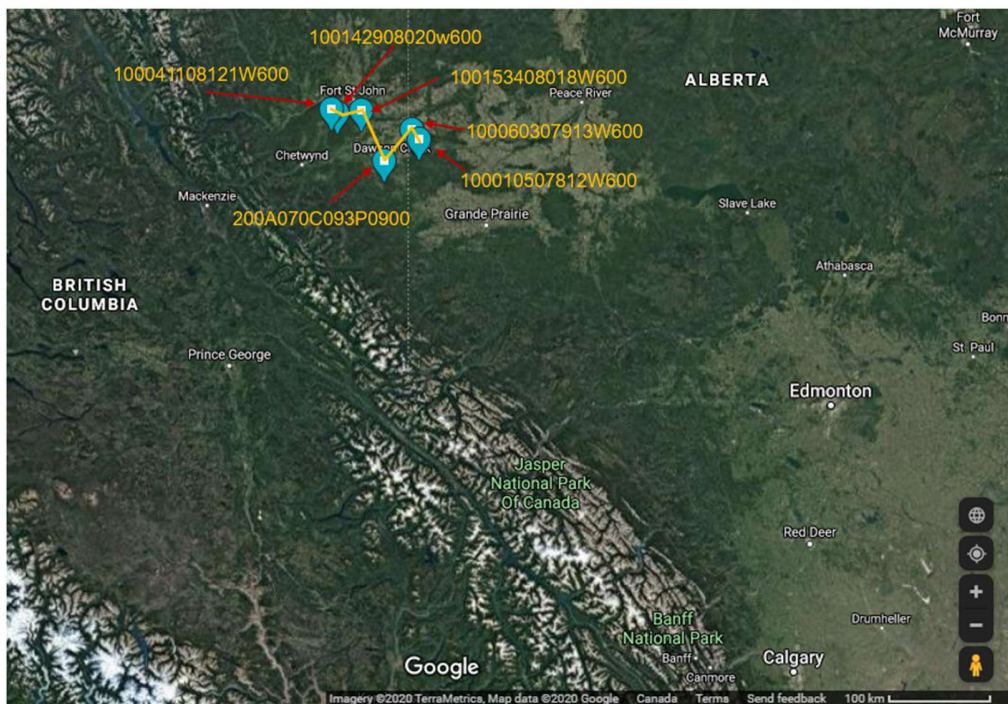 Fort
McMurray
100142908020w600
100041108121W600
100153408018W600
ALBERTA
Fort St John
Peace River
100060307913W600
Chetwynd
100010507812W600
Mackenzie
200A070C093P0900
Grande Prairie
Slave Lake
Athabasca
BRITISH
COLUMBIA
Bonn
Prince George
St. Paul
Edmonton
Jasper
National Park
Of Canada
Red Deer
Banff
National Park
Drumheller
Banff
Calgary
Canmore
Google
Imagery ©2020 TerraMetrics, Map data ©2020 Google Canada Terms Send feedback 100 km